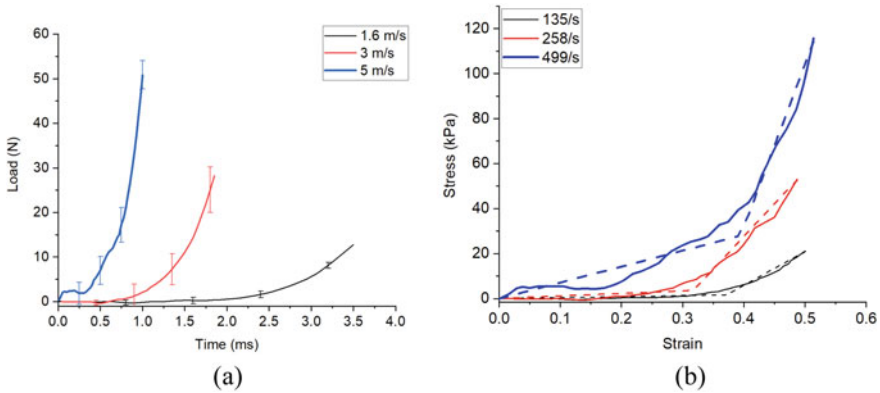 60
50
40
30
20
10
0
Load (N)
0.0 0.5 1.0 1.5 2.0 2.5 3.0 3.5 4.0
Time (ms)
1.6 m/s
3 m/s
5 m/s
(a)
120
100
80
60
40
20
0
Stress (kPa)
0.0 0.1 0.2 0.3 0.4 0.5 0.6
Strain
135/s
258/s
499/s
(b)